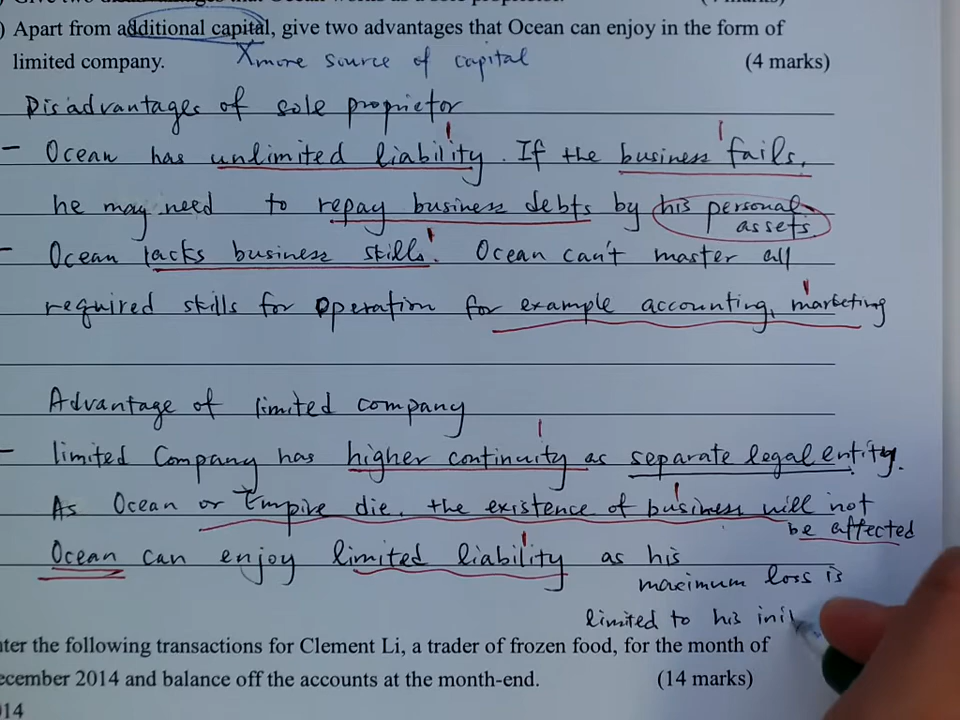 ) Apart from additional capital, give two advantages that Ocean can enjoy in the form of
limited company. X more source of capital (4 marks)
Disadvantages of sole proprietor
- Ocean has unlimited liability. If the business fails,
he may need to repay business debts by his personal
assets
- Ocean lacks business skills. Ocean can't master all
required skills for operation for example accounting, marketing
Advantage of limited company
- limited Company has higher continuity as separate legal entity.
As Ocean or Empire die, the existence of business will not
be affected
Ocean can enjoy limited liability as his
maximum loss is
limited to his
nter the following transactions for Clement Li, a trader of frozen food, for the month of
ecember 2014 and balance off the accounts at the month-end. (14 marks)
014